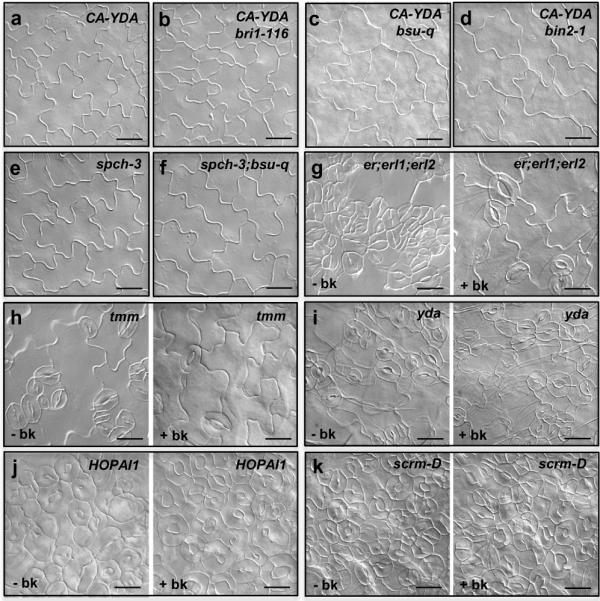 a CA-YDA
b CA-YDA
bri1-116
c CA-YDA
bsu-q
d CA-YDA
bin2-1
e spch-3
f spch-3;bsu-q
g er;erl1;erl2
- bk
er;erl1;erl2
+ bk
h tmm
- bk
tmm
+ bk
i yda
- bk
yda
+ bk
j HOPAI1
- bk
HOPAI1
+ bk
k scrm-D
- bk
scrm-D
+ bk